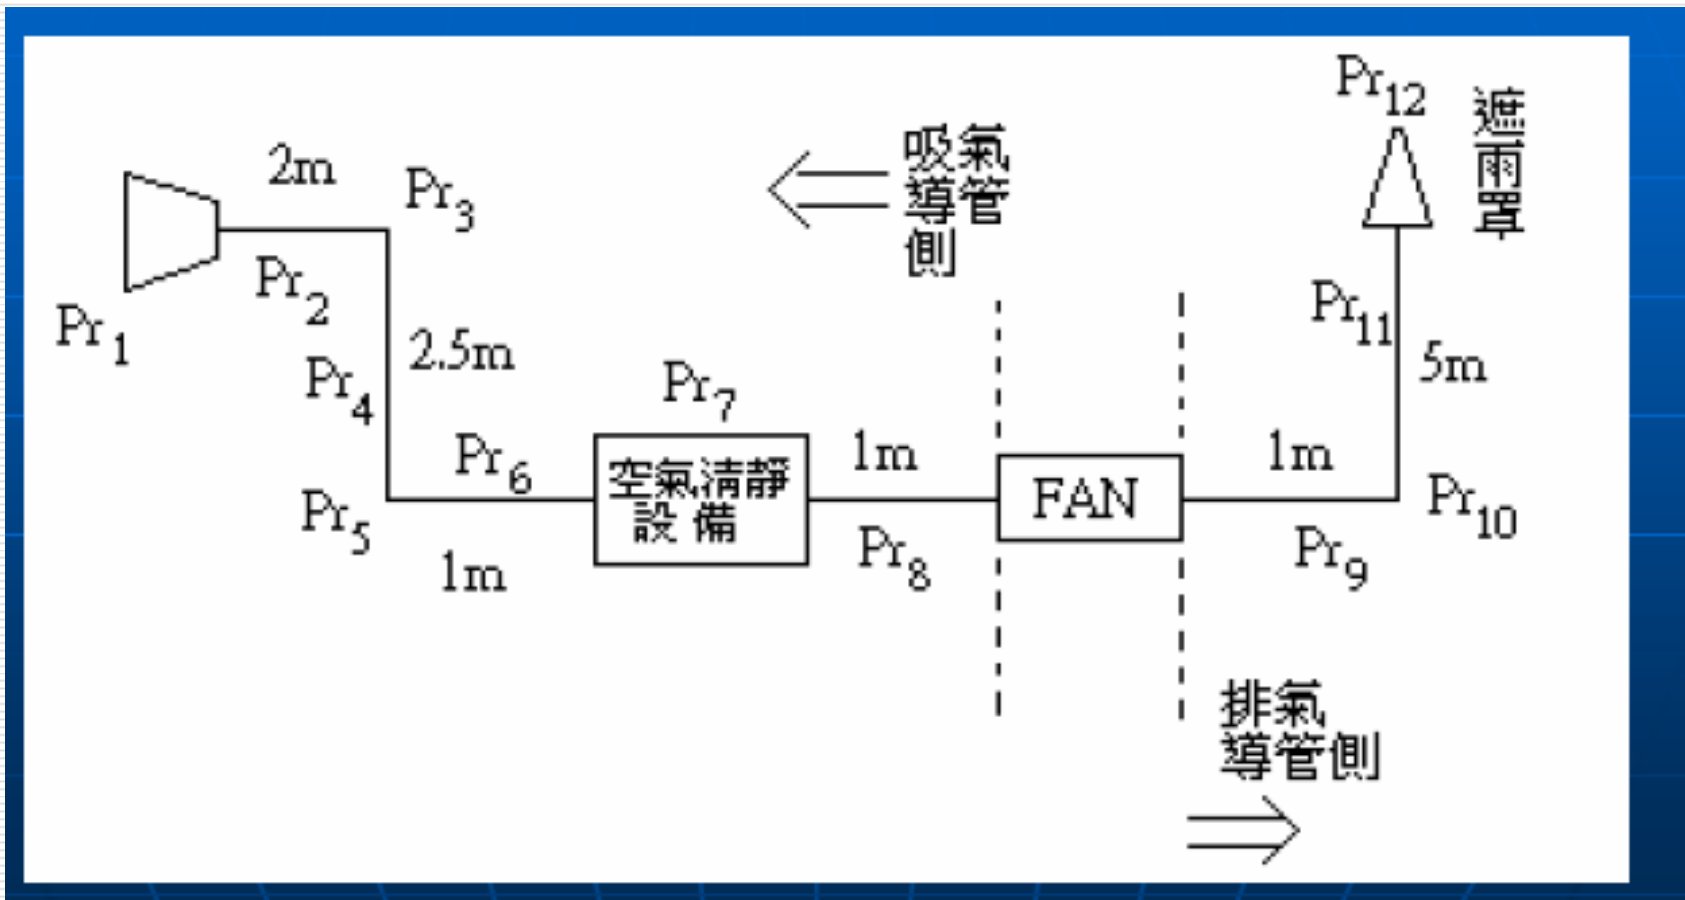 Pr12
遮雨罩
吸氣
導管
側
2m
Pr3
Pr2
Pr1
Pr11
2.5m
5m
Pr4
Pr7
Pr6
1m
1m
空氣清靜
設備
FAN
Pr10
Pr5
1m
Pr8
Pr9
排氣
導管側